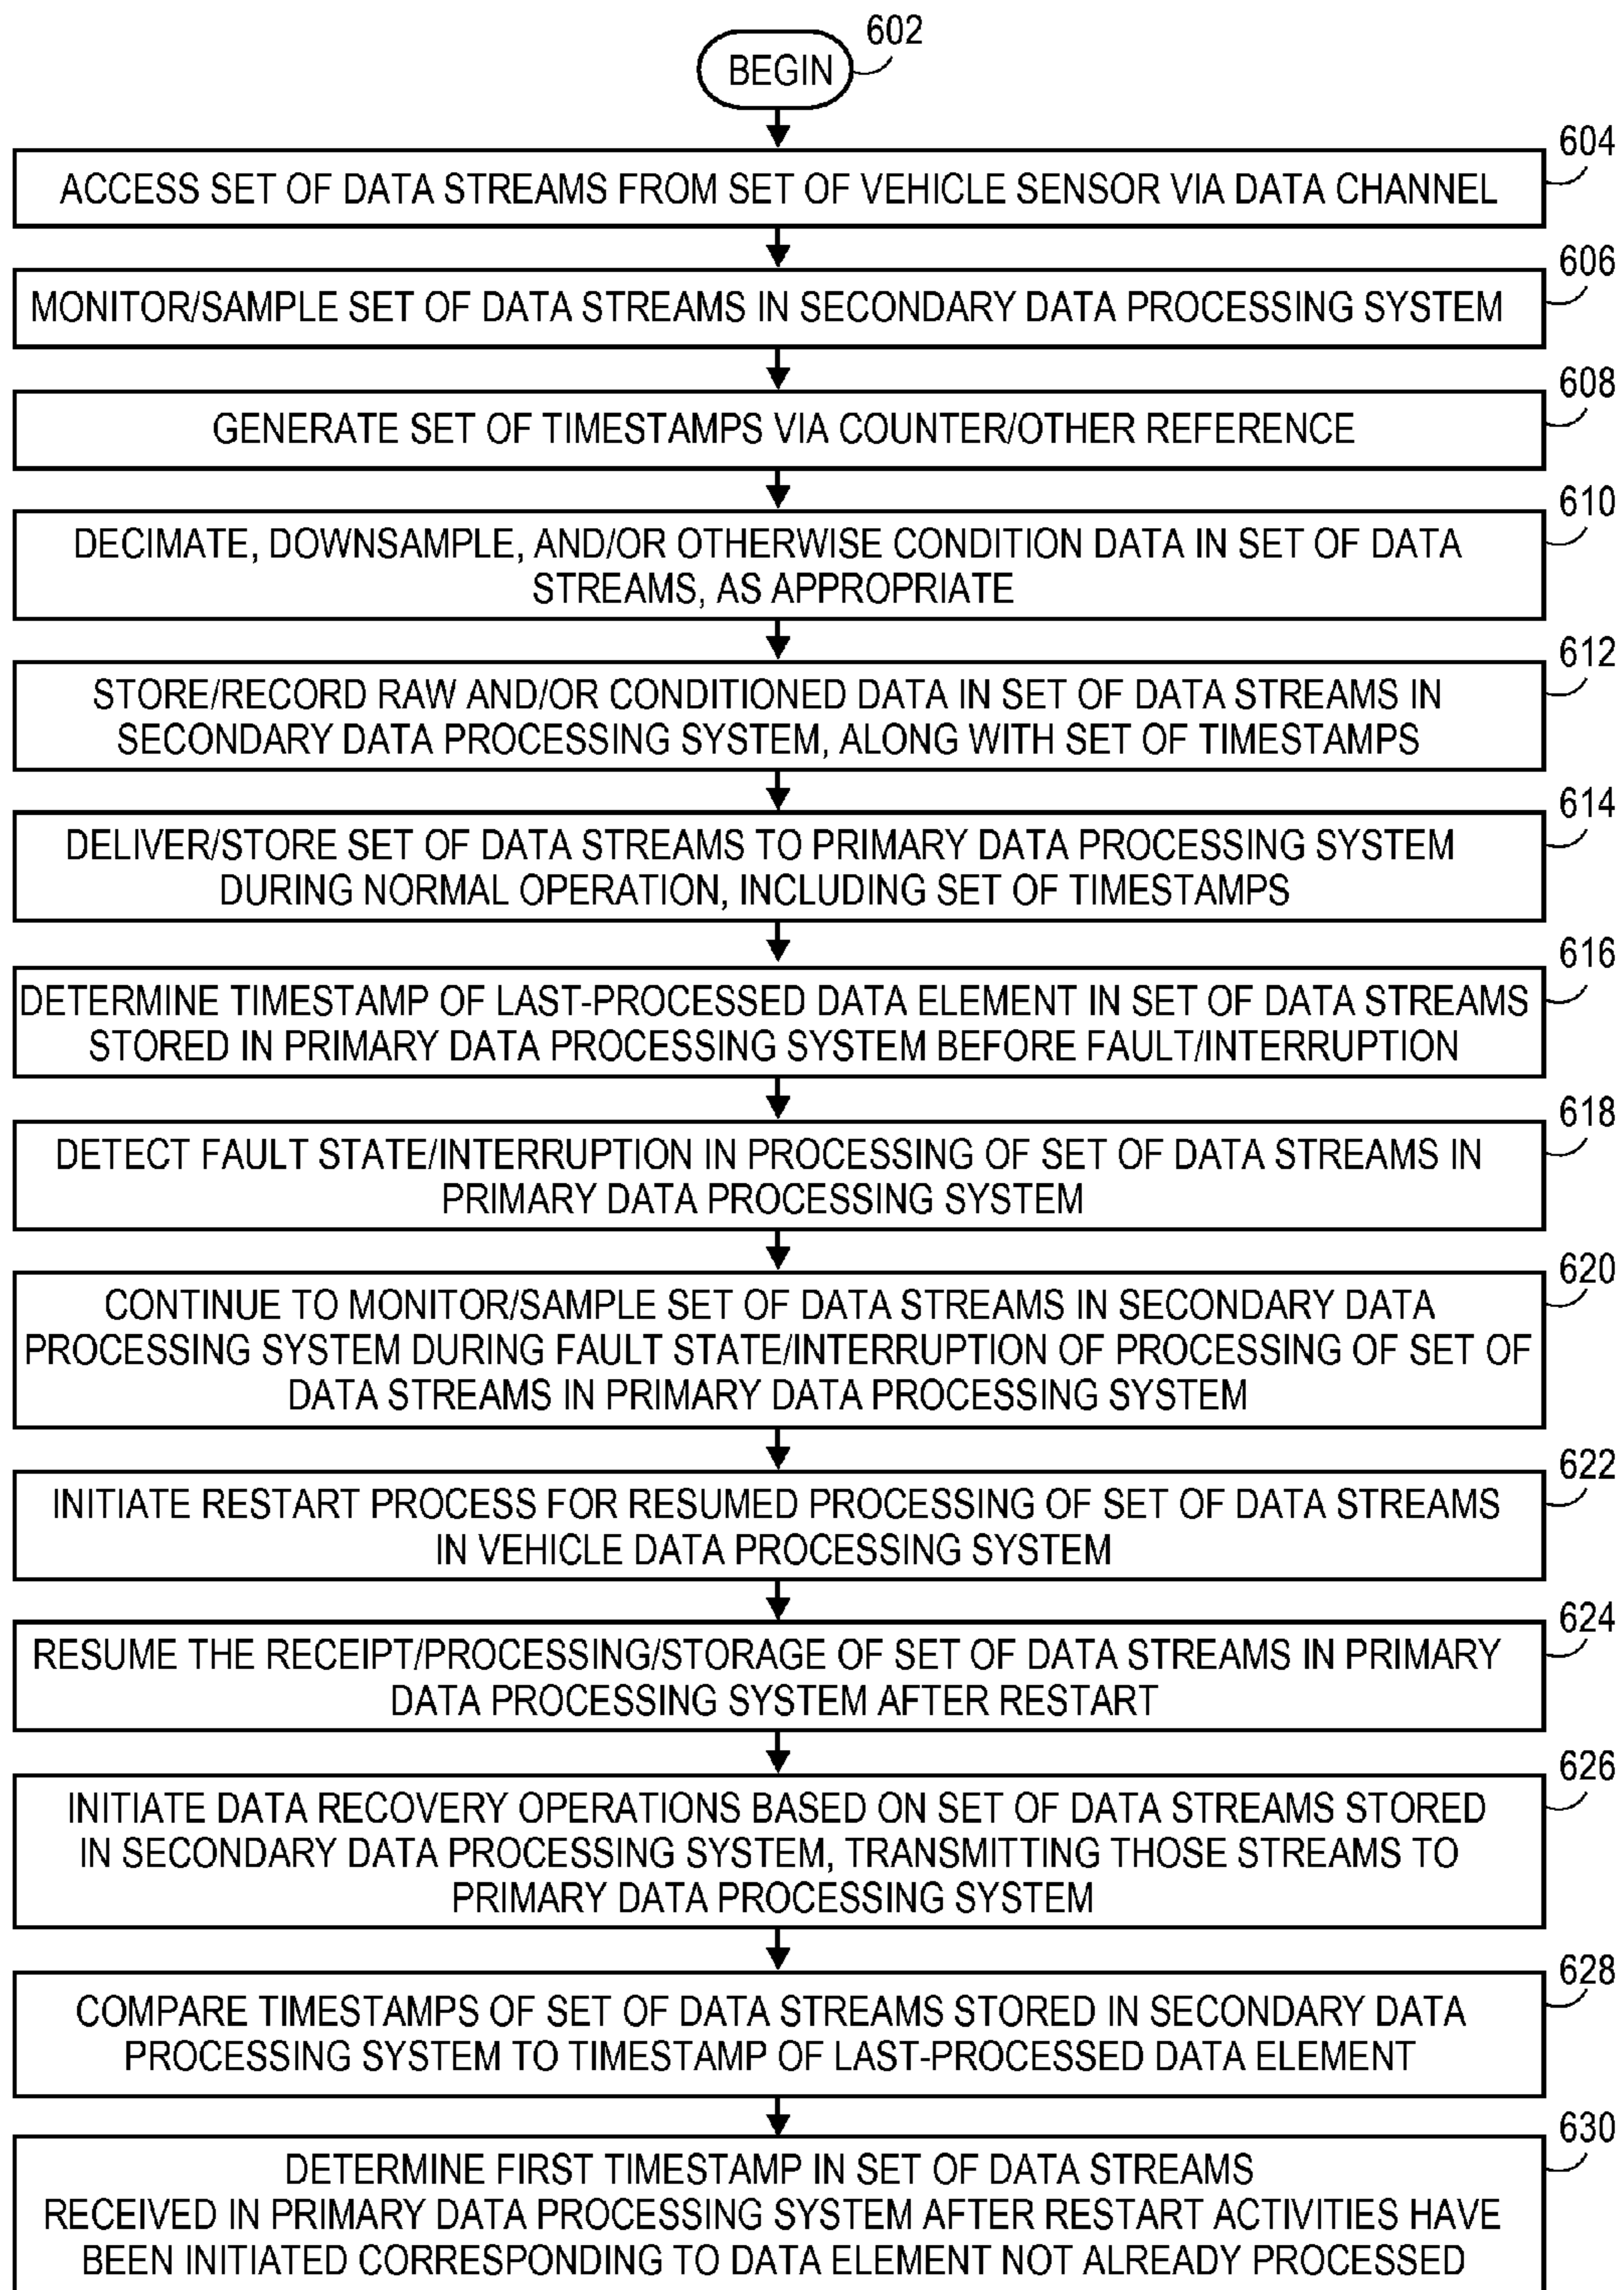 602
BEGIN
604
ACCESS SET OF DATA STREAMS FROM SET OF VEHICLE SENSOR VIA DATA CHANNEL
606
MONITOR/SAMPLE SET OF DATA STREAMS IN SECONDARY DATA PROCESSING SYSTEM
608
GENERATE SET OF TIMESTAMPS VIA COUNTER/OTHER REFERENCE
610
DECIMATE, DOWNSAMPLE, AND/OR OTHERWISE CONDITION DATA IN SET OF DATA
STREAMS, AS APPROPRIATE
612
STORE/RECORD RAW AND/OR CONDITIONED DATA IN SET OF DATA STREAMS IN
SECONDARY DATA PROCESSING SYSTEM, ALONG WITH SET OF TIMESTAMPS
614
DELIVER/STORE SET OF DATA STREAMS TO PRIMARY DATA PROCESSING SYSTEM
DURING NORMAL OPERATION, INCLUDING SET OF TIMESTAMPS
616
DETERMINE TIMESTAMP OF LAST-PROCESSED DATA ELEMENT IN SET OF DATA STREAMS
STORED IN PRIMARY DATA PROCESSING SYSTEM BEFORE FAULT/INTERRUPTION
618
DETECT FAULT STATE/INTERRUPTION IN PROCESSING OF SET OF DATA STREAMS IN
PRIMARY DATA PROCESSING SYSTEM
620
CONTINUE TO MONITOR/SAMPLE SET OF DATA STREAMS IN SECONDARY DATA
PROCESSING SYSTEM DURING FAULT STATE/INTERRUPTION OF PROCESSING OF SET OF
DATA STREAMS IN PRIMARY DATA PROCESSING SYSTEM
622
INITIATE RESTART PROCESS FOR RESUMED PROCESSING OF SET OF DATA STREAMS
IN VEHICLE DATA PROCESSING SYSTEM
624
RESUME THE RECEIPT/PROCESSING/STORAGE OF SET OF DATA STREAMS IN PRIMARY
DATA PROCESSING SYSTEM AFTER RESTART
626
INITIATE DATA RECOVERY OPERATIONS BASED ON SET OF DATA STREAMS STORED
IN SECONDARY DATA PROCESSING SYSTEM, TRANSMITTING THOSE STREAMS TO
PRIMARY DATA PROCESSING SYSTEM
628
COMPARE TIMESTAMPS OF SET OF DATA STREAMS STORED IN SECONDARY DATA
PROCESSING SYSTEM TO TIMESTAMP OF LAST-PROCESSED DATA ELEMENT
630
DETERMINE FIRST TIMESTAMP IN SET OF DATA STREAMS
RECEIVED IN PRIMARY DATA PROCESSING SYSTEM AFTER RESTART ACTIVITIES HAVE
BEEN INITIATED CORRESPONDING TO DATA ELEMENT NOT ALREADY PROCESSED